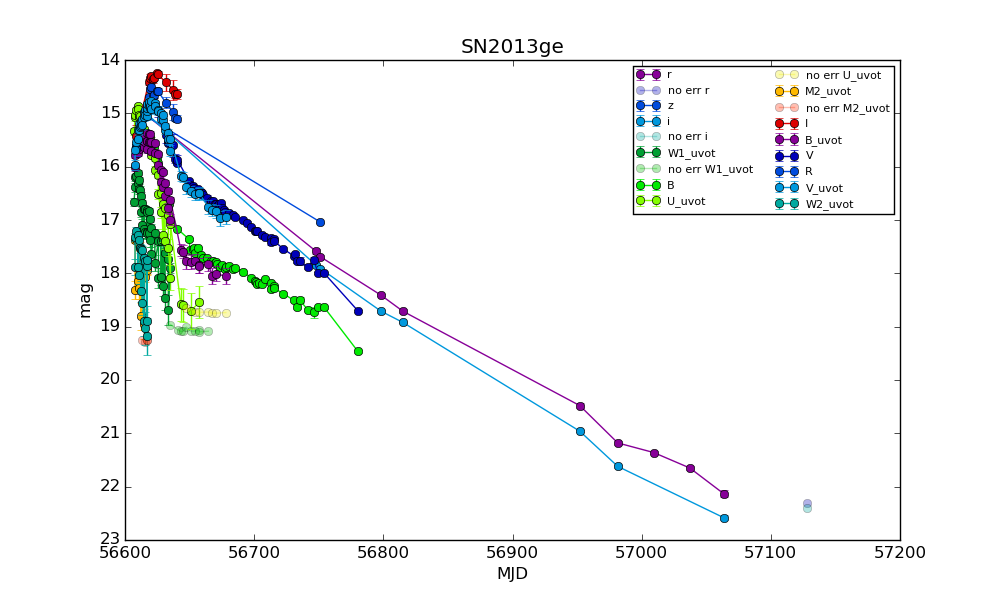 SN2013ge
14
15
16
17
18
19
20
21
22
23
mag
r
no err r
z
i
no err i
W1_uvot
no err W1_uvot
B
U_uvot
no err U_uvot
M2_uvot
no err M2_uvot
I
B_uvot
V
R
V_uvot
W2_uvot
56600 56700 56800 56900 57000 57100 57200
MJD